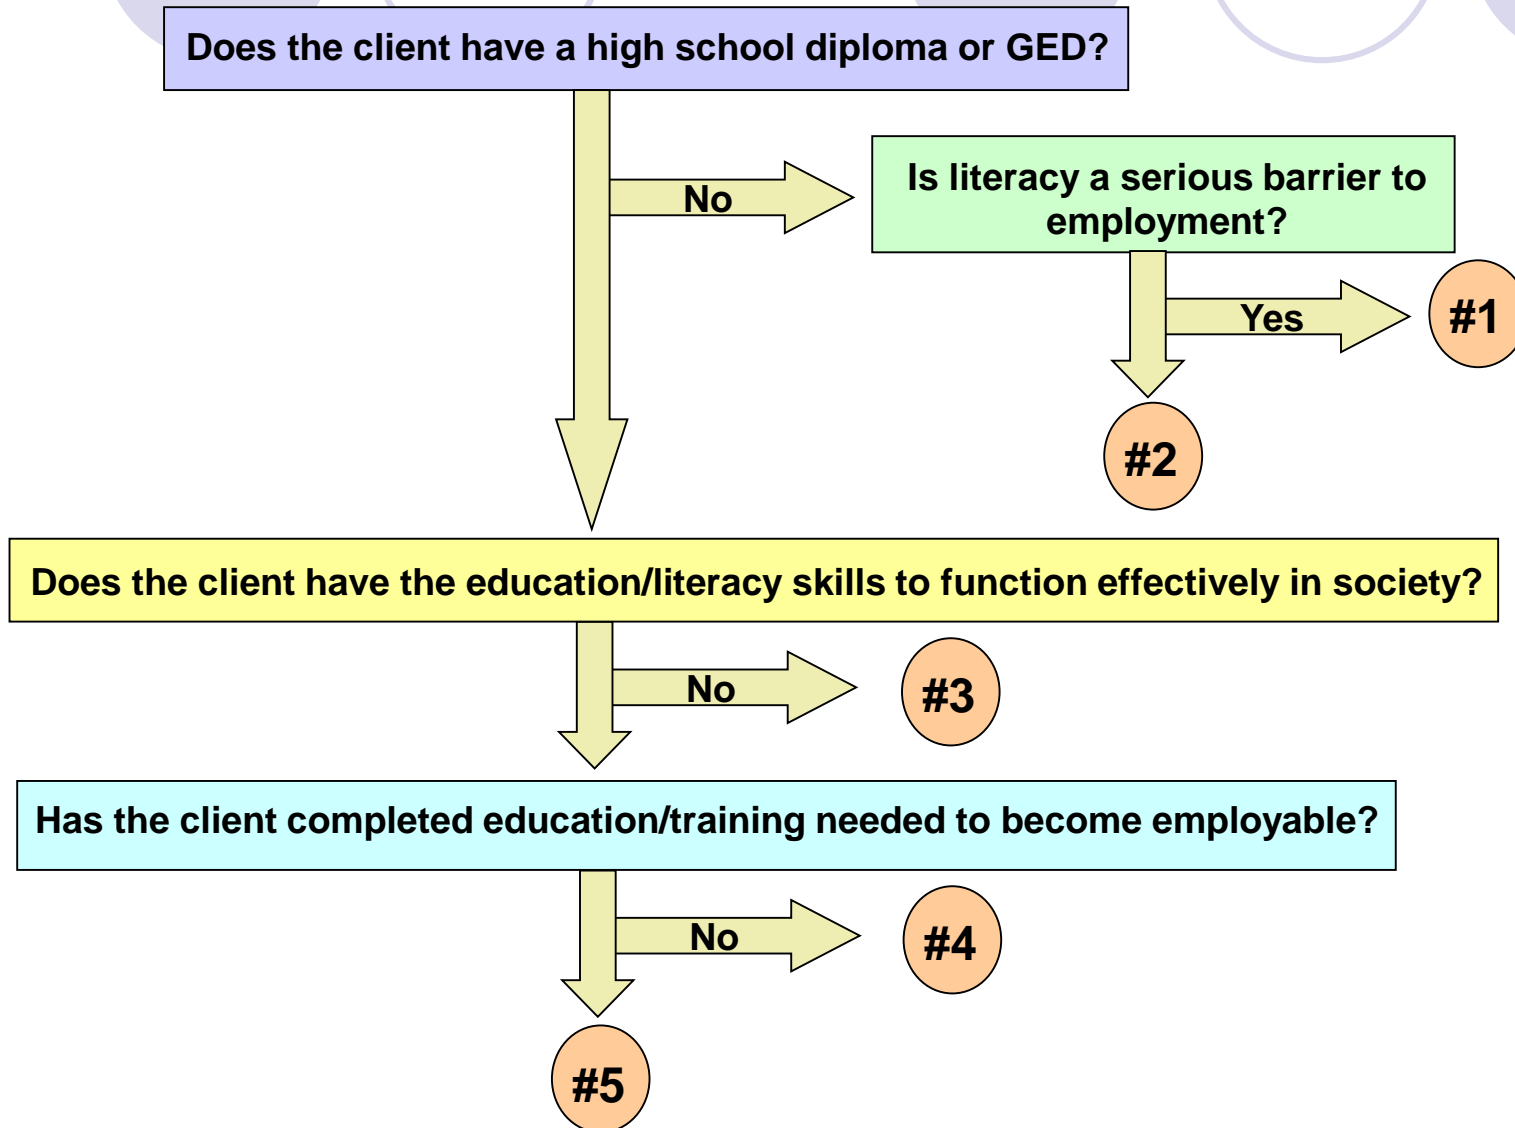 Does the client have a high school diploma or GED?
No
Is literacy a serious barrier to
employment?
Yes
#1
#2
Does the client have the education/literacy skills to function effectively in society?
No
#3
Has the client completed education/training needed to become employable?
No
#4
#5